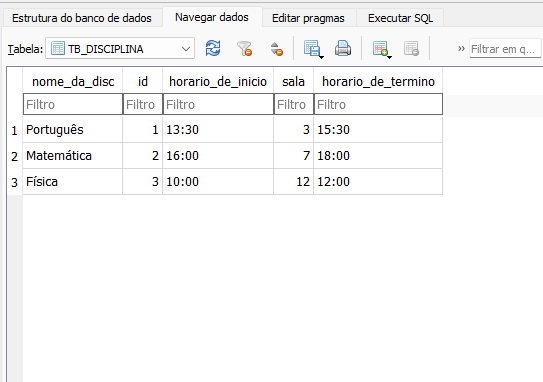 Estrutura do banco de dados Navegar dados Editar pragmas Executar SQL
Tabela: TB_DISCIPLINA » Filtrar em q...
nome_da_disc id horario_de_inicio sala horario_de_termino
Filtro Filtro Filtro Filtro Filtro
1 Português 1 13:30 3 15:30
2 Matemática 2 16:00 7 18:00
3 Física 3 10:00 12 12:00